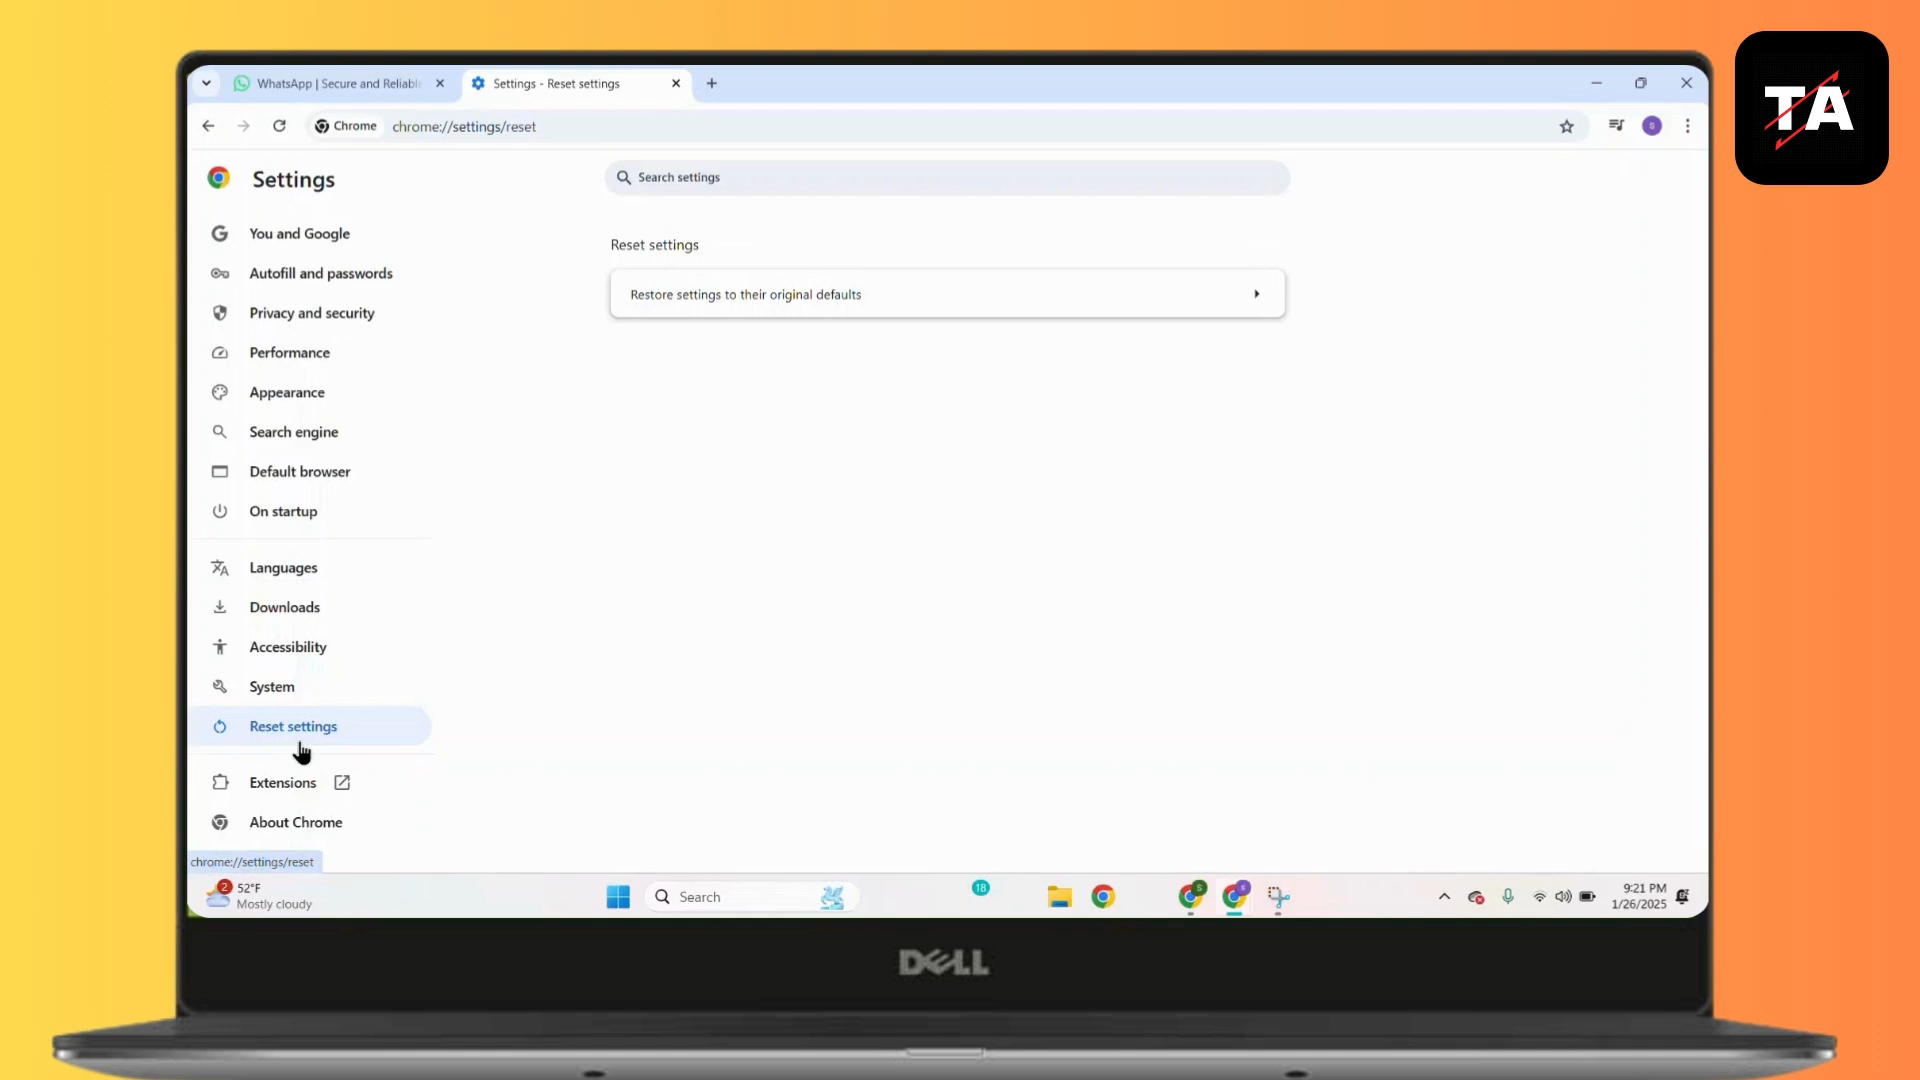 TA
WhatsApp | Secure and Reliabl
Settings - Reset settings
Chrome
chrome://settings/reset
S
Settings
Search settings
You and Google
Autofill and passwords
Privacy and security
Performance
Appearance
Search engine
Default browser
On startup
Languages
Downloads
Accessibility
System
Reset settings
Extensions
About Chrome
Reset settings
Restore settings to their original defaults
chrome://settings/reset
2
52°F
Mostly cloudy
Search
18
S
S
9:21 PM
1/26/2025
DELL